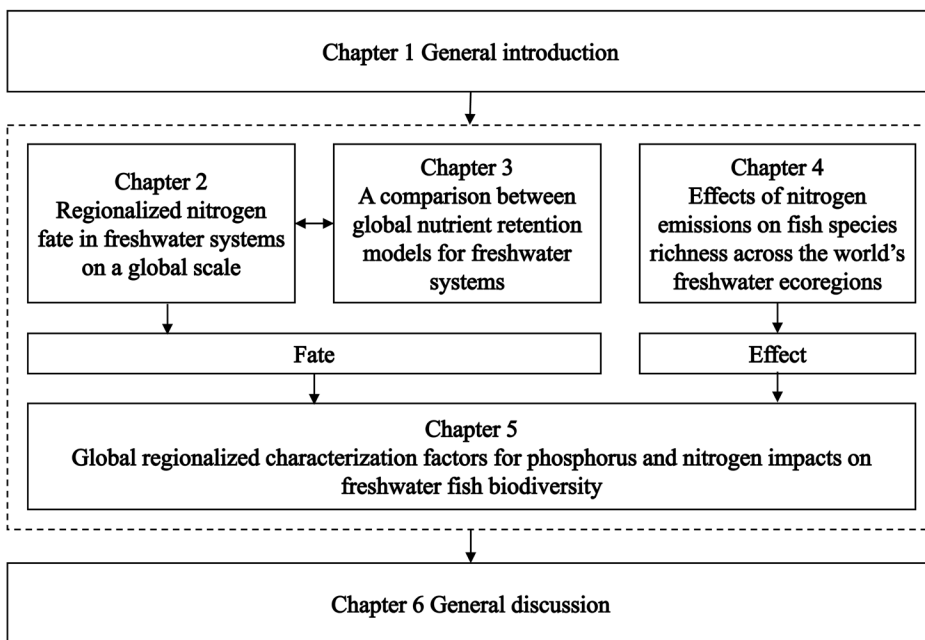 Chapter 1 General introduction
Chapter 2
Regionalized nitrogen
fate in freshwater systems
on a global scale
Chapter 3
A comparison between
global nutrient retention
models for freshwater
systems
Chapter 4
Effects of nitrogen
emissions on fish species
richness across the world’s
freshwater ecoregions
Fate
Effect
Chapter 5
Global regionalized characterization factors for phosphorus and nitrogen impacts on
freshwater fish biodiversity
Chapter 6 General discussion